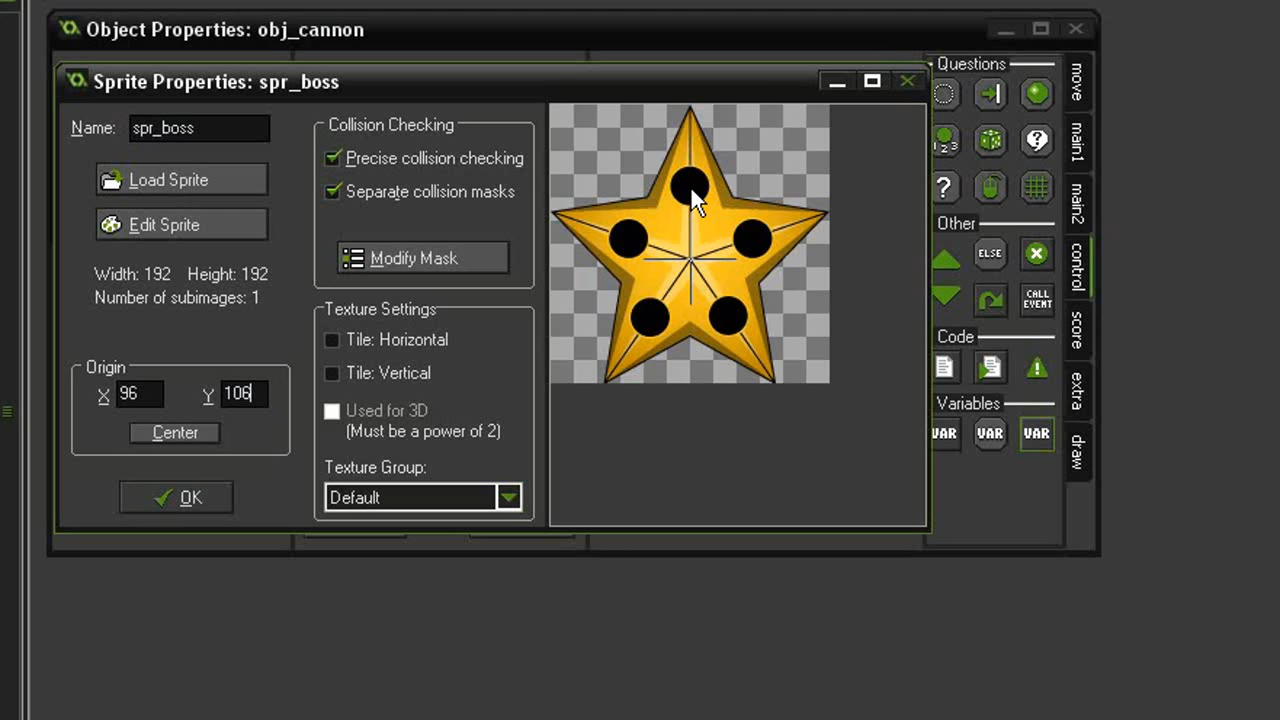 Object Properties: obj_cannon
Sprite Properties: spr_boss
Name: spr_boss
Load Sprite
Edit Sprite
Width: 192 Height: 192
Number of subimages: 1
Origin
X 96 Y 106
Center
OK
Collision Checking
Precise collision checking
Separate collision masks
Modify Mask
Texture Settings
Tile: Horizontal
Tile: Vertical
Used for 3D
(Must be a power of 2)
Texture Group:
Default
Questions
1 2 3
?
?
Other
ELSE
CALL
EVENT
Code
Variables
VAR VAR VAR
move
main1
main2
control
score
extra
draw